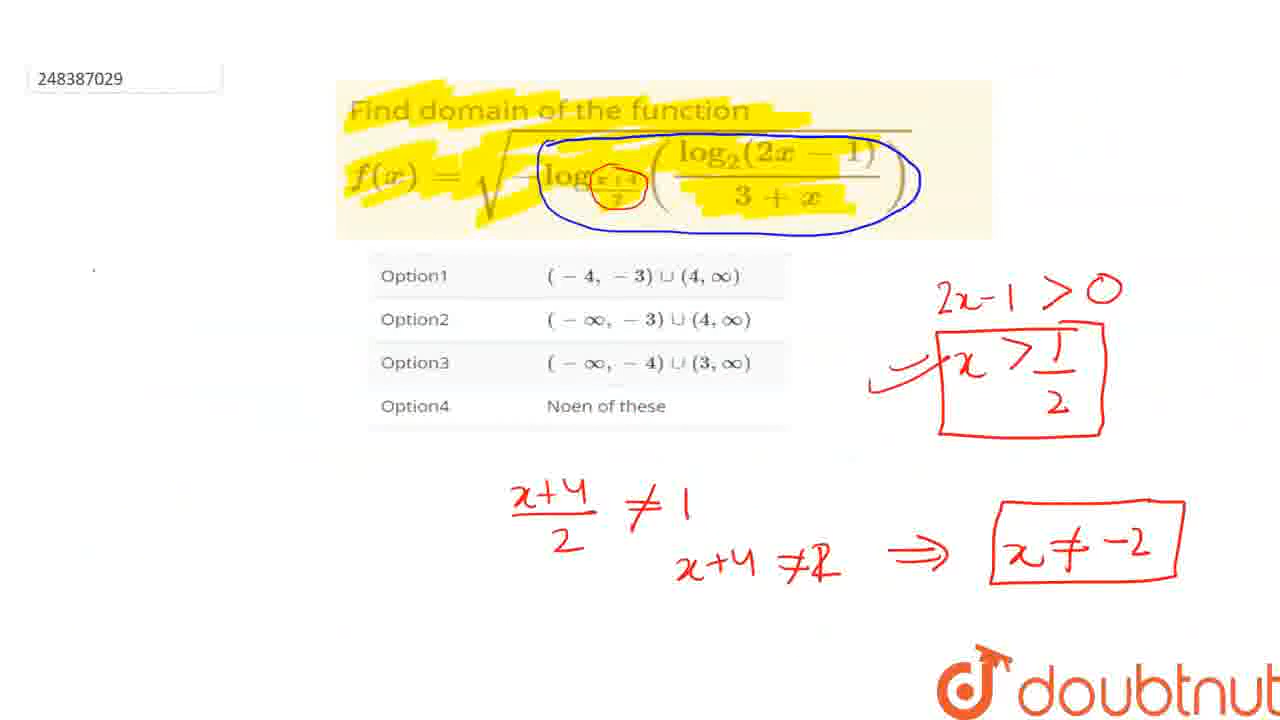 248387029
Find domain of the function
f(x) = √(-log_{(x+4)/2}(log₂(2x − 1)/(3 + x)))
Option1 (−4, −3) ∪ (4, ∞)
Option2 (−∞, −3) ∪ (4, ∞)
Option3 (−∞, −4) ∪ (3, ∞)
Option4 Noen of these
2x-1 > 0
x > 1/2
x+4/2 ≠ 1
x+4 ≠ 2 ⇒ x ≠ -2
doubtnut